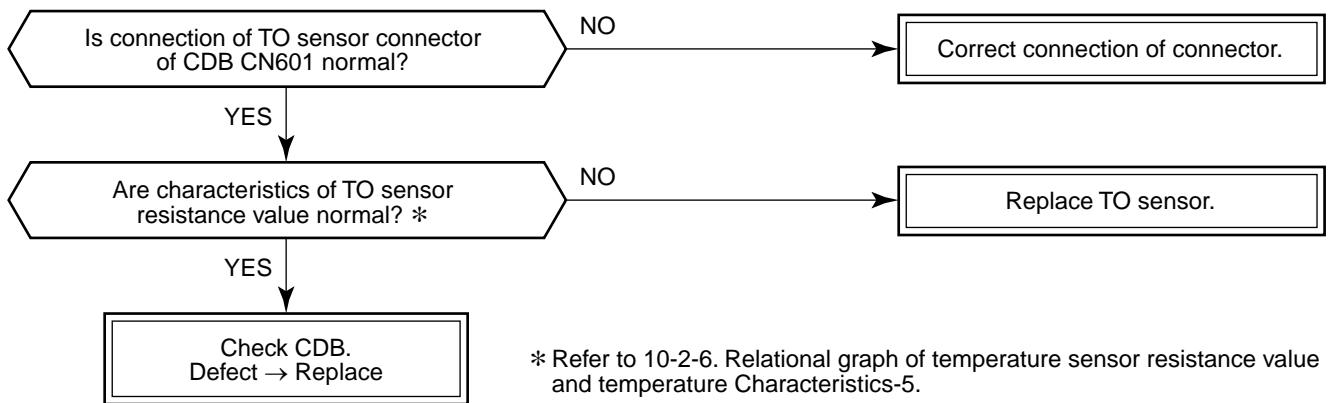 Is connection of TO sensor connector
of CDB CN601 normal?
NO
Correct connection of connector.
YES
Are characteristics of TO sensor
resistance value normal? ✻
NO
Replace TO sensor.
YES
Check CDB.
Defect → Replace
✻ Refer to 10-2-6. Relational graph of temperature sensor resistance value
and temperature Characteristics-5.